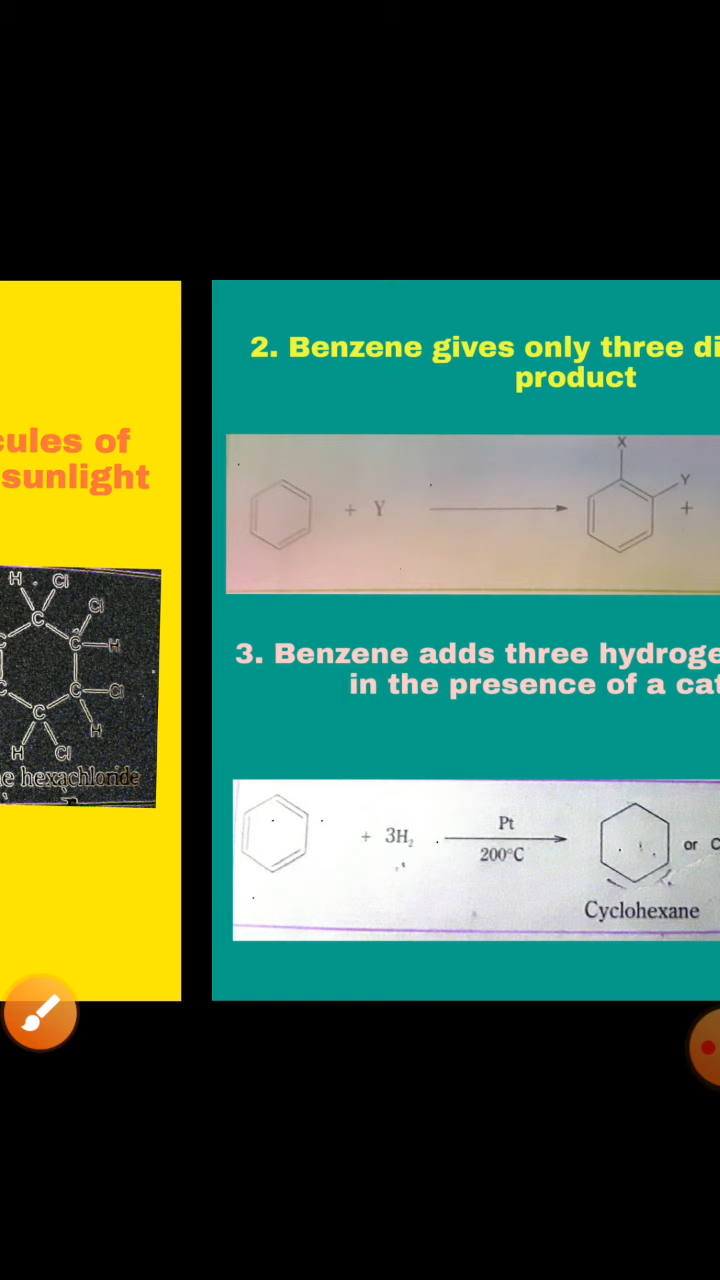 cules of
sunlight
H Cl
C Cl
C H
C Cl
C H
H Cl
e hexachloride
2. Benzene gives only three di
product
X
Y
+ Y
+
3. Benzene adds three hydroge
in the presence of a cat
+ 3H₂
Pt
200°C
or C
Cyclohexane